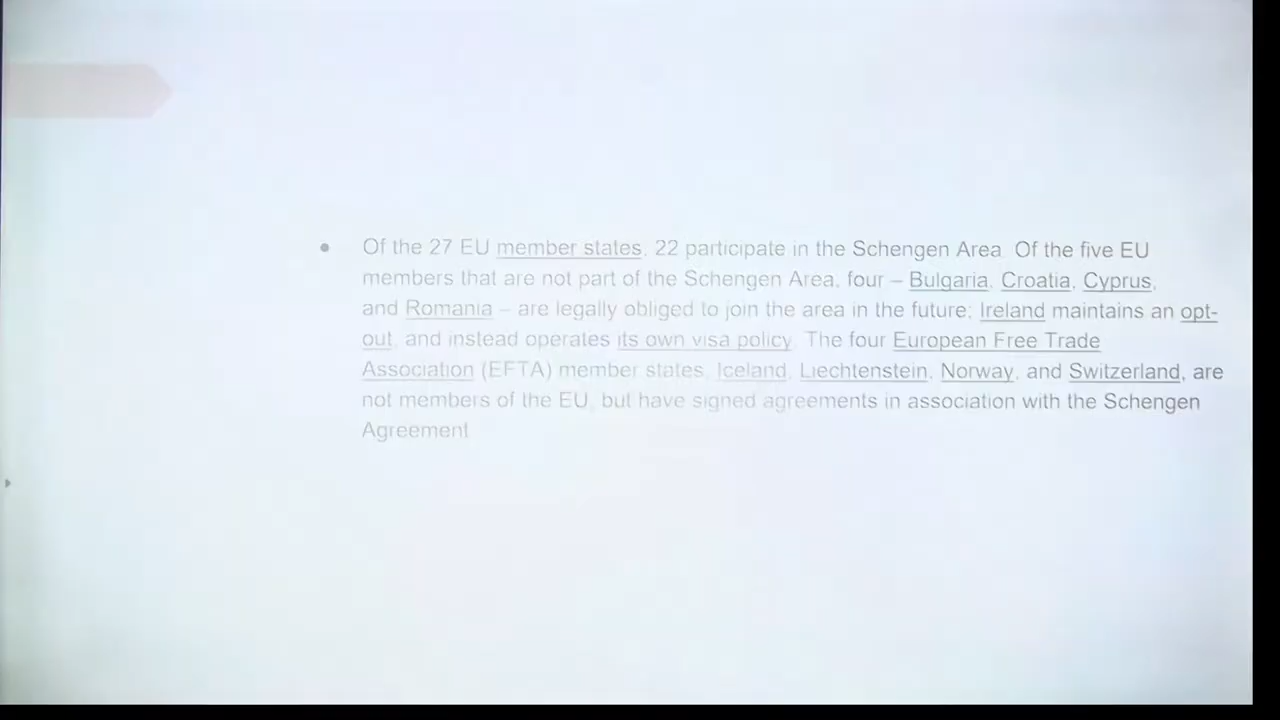 Of the 27 EU member states, 22 participate in the Schengen Area. Of the five EU
members that are not part of the Schengen Area, four – Bulgaria, Croatia, Cyprus,
and Romania – are legally obliged to join the area in the future; Ireland maintains an opt-
out, and instead operates its own visa policy. The four European Free Trade
Association (EFTA) member states, Iceland, Liechtenstein, Norway, and Switzerland, are
not members of the EU, but have signed agreements in association with the Schengen
Agreement